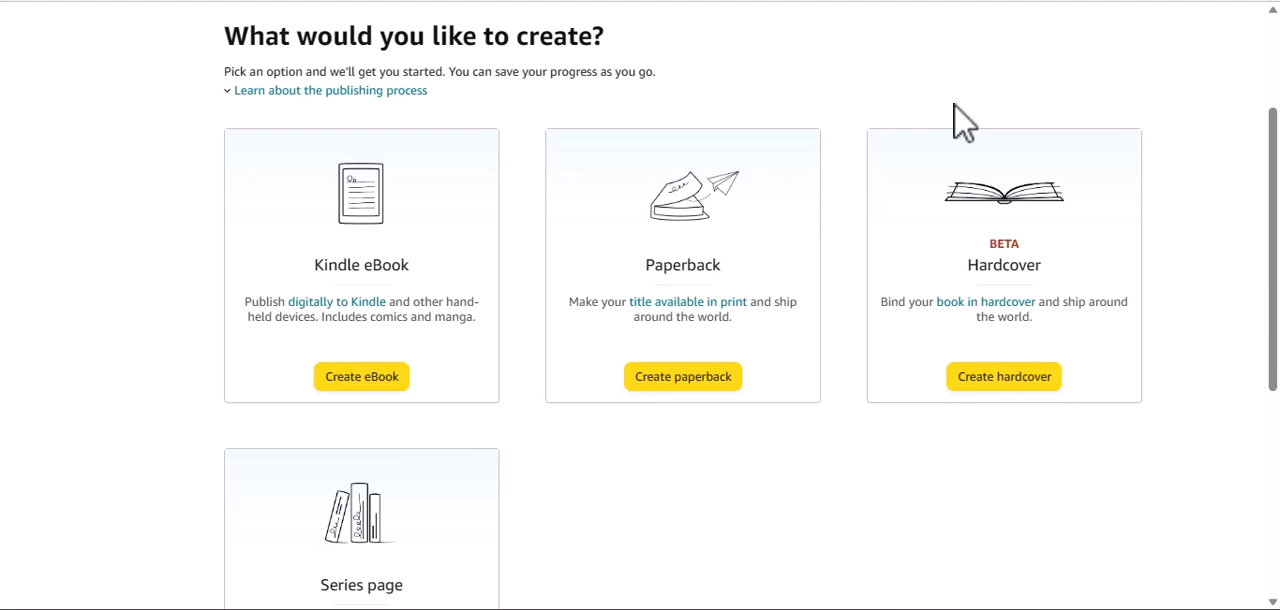 What would you like to create?
Pick an option and we'll get you started. You can save your progress as you go.
Learn about the publishing process
Kindle eBook
Publish digitally to Kindle and other hand-
held devices. Includes comics and manga.
Create eBook
Paperback
Make your title available in print and ship
around the world.
Create paperback
BETA
Hardcover
Bind your book in hardcover and ship around
the world.
Create hardcover
Series page